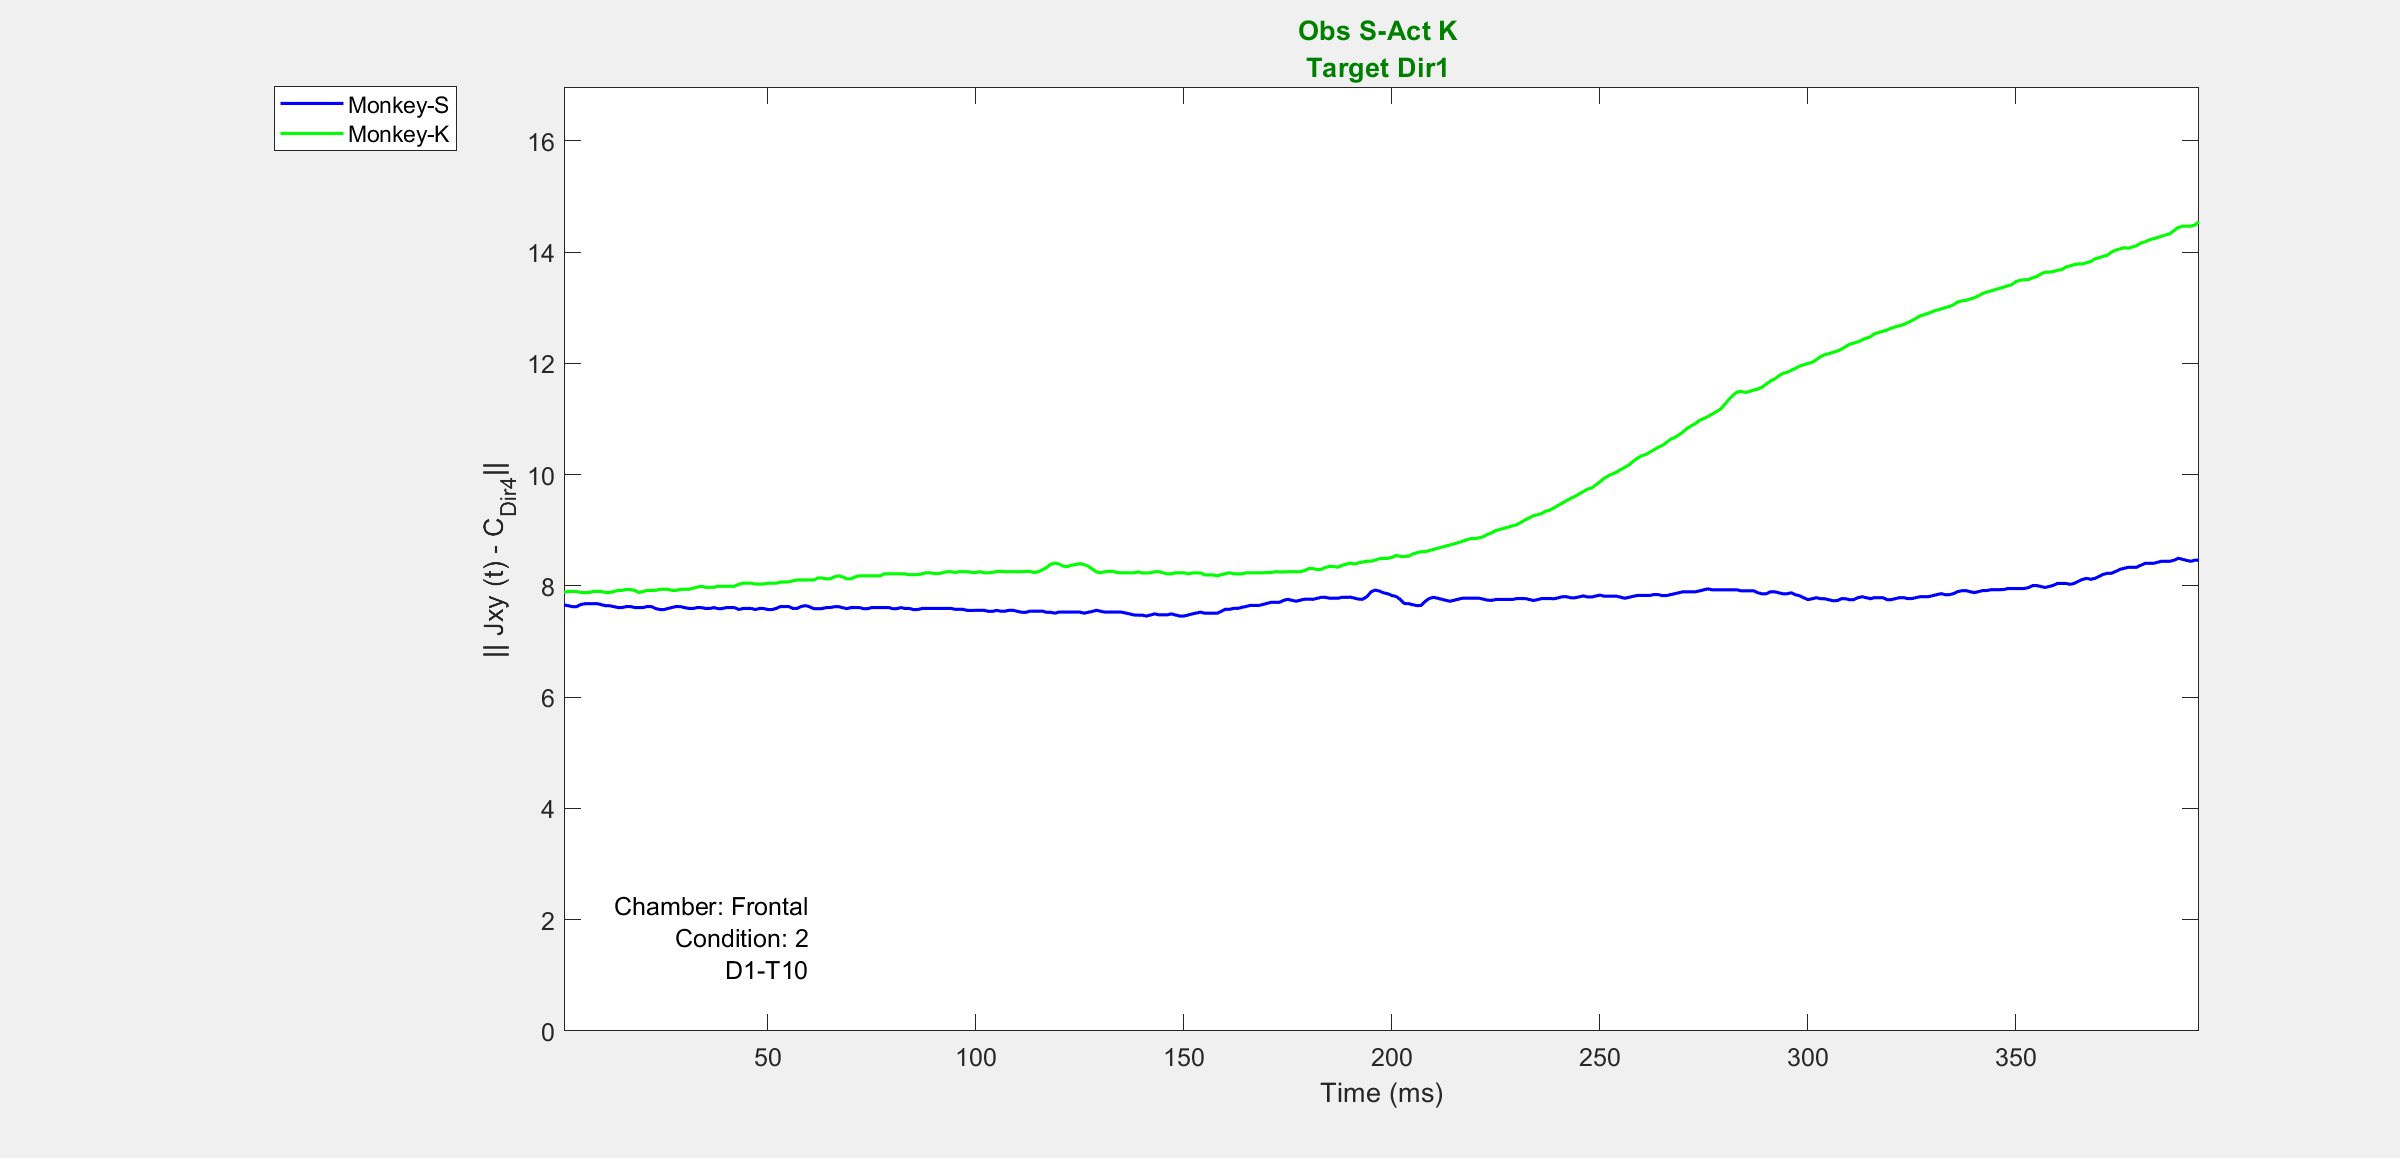 Obs S-Act K
Target Dir1
Monkey-S
Monkey-K
16
14
12
10
8
6
4
2
0
|| Jxy (t) - C_Dir4||
Chamber: Frontal
Condition: 2
D1-T10
50 100 150 200 250 300 350
Time (ms)